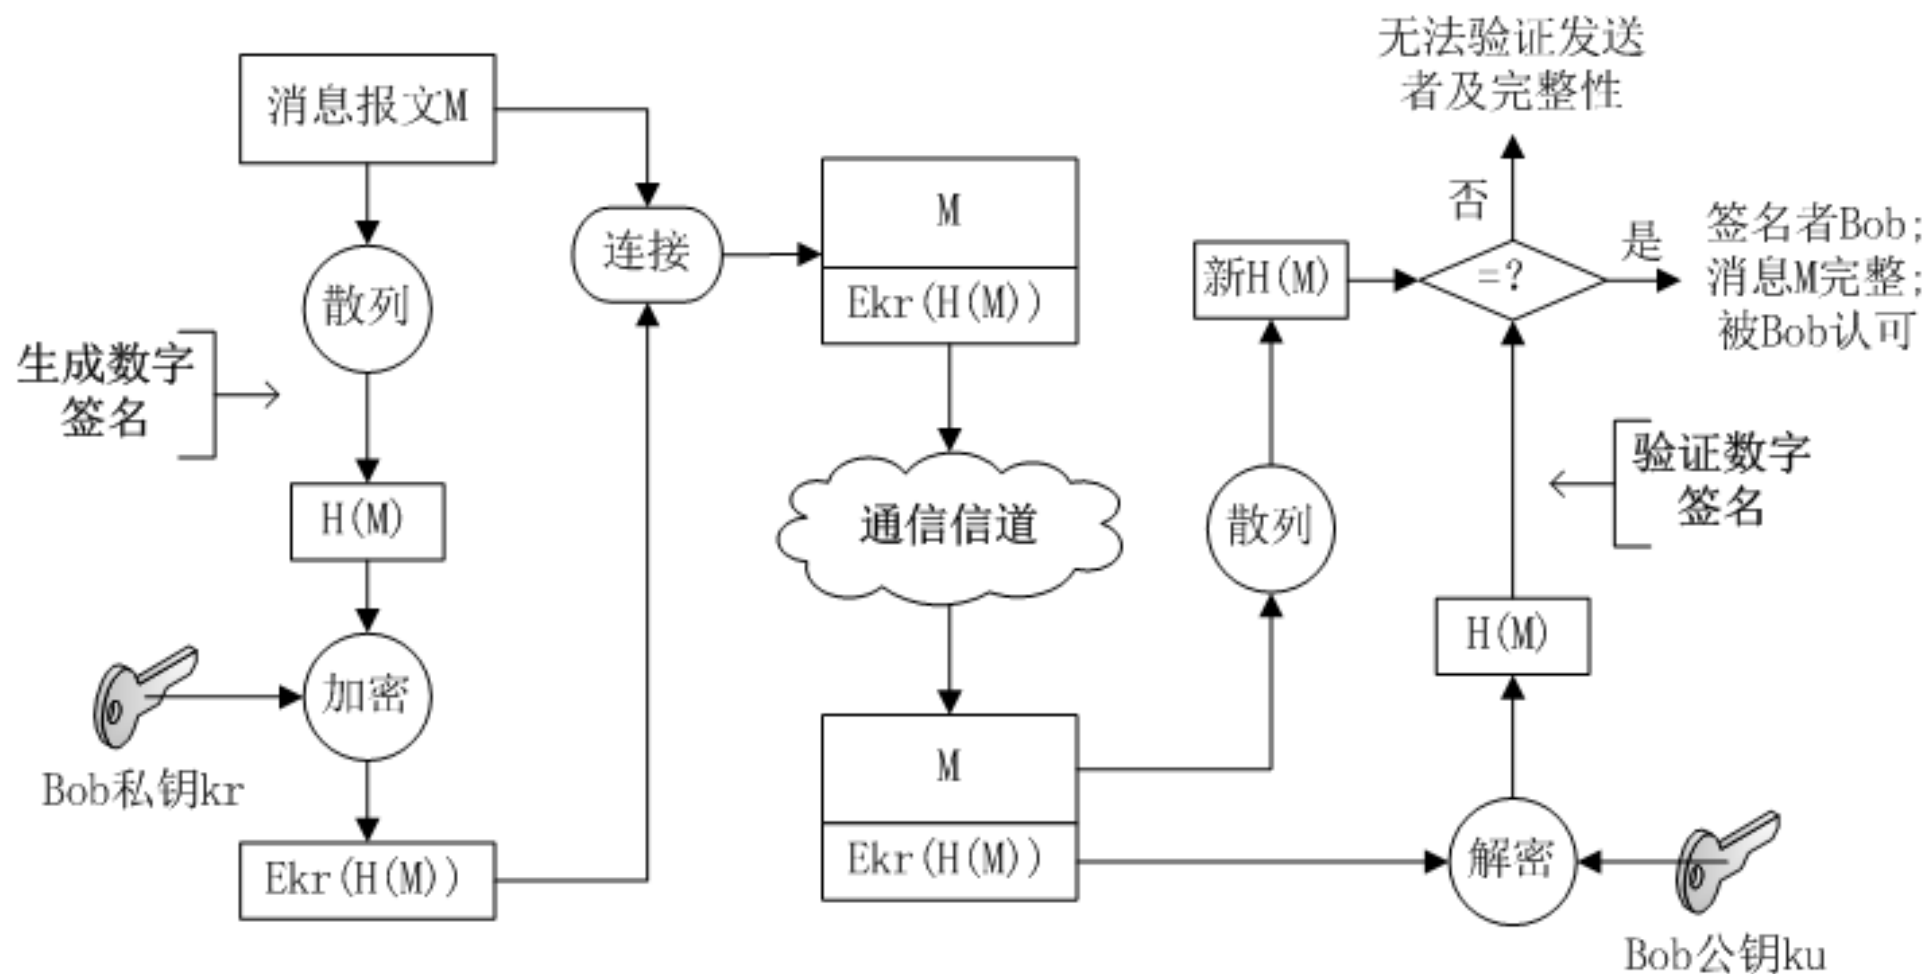 消息报文M
散列
生成数字
签名
H(M)
加密
Bob私钥kr
Ekr(H(M))
连接
M
Ekr(H(M))
通信信道
M
Ekr(H(M))
散列
新H(M)
=?
否
无法验证发送
者及完整性
是
签名者Bob;
消息M完整;
被Bob认可
验证数字
签名
H(M)
解密
Bob公钥ku